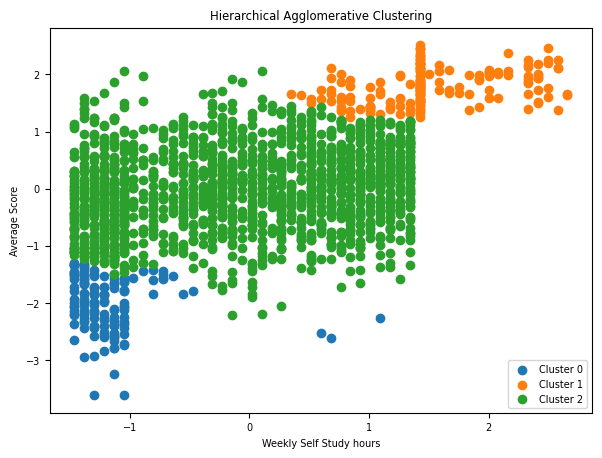 Hierarchical Agglomerative Clustering
Average Score
2
1
0
−1
−2
−3
−1
0
1
2
Weekly Self Study hours
Cluster 0
Cluster 1
Cluster 2